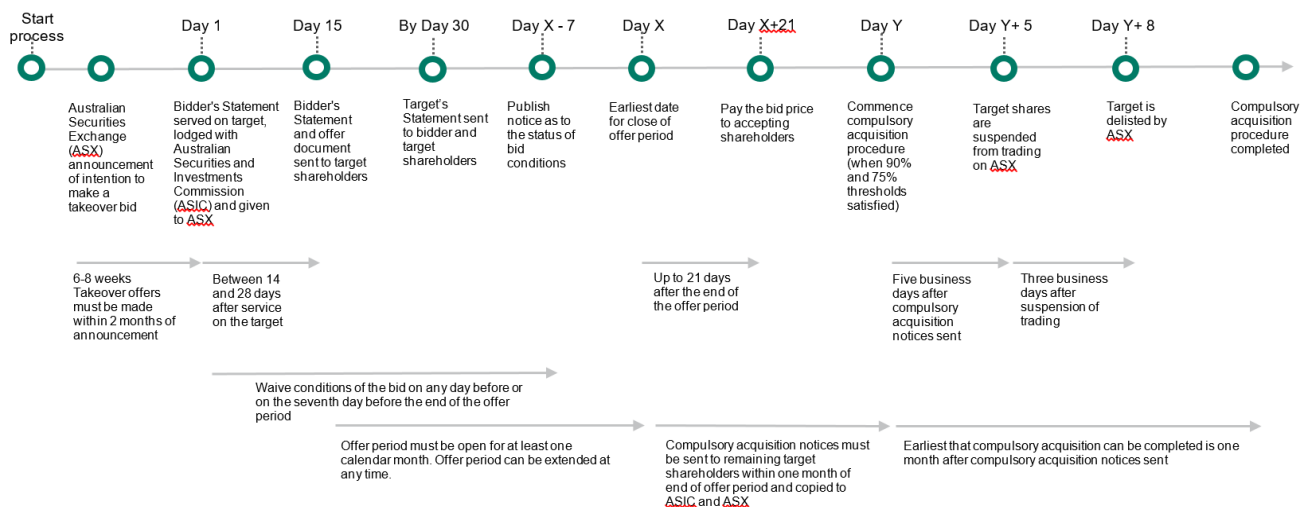 Start
process
Day 1
Day 15
By Day 30
Day X - 7
Day X
Day X+21
Day Y
Day Y+ 5
Day Y+ 8
Australian
Securities
Exchange
(ASX)
announcement
of intention to
make a
takeover bid
Bidder's Statement
served on target,
lodged with
Australian
Securities and
Investments
Commission
(ASIC) and given
to ASX
Bidder's
Statement
and offer
document
sent to target
shareholders
Target's
Statement sent
to bidder and
target
shareholders
Publish
notice as to
the status of
bid
conditions
Earliest date
for close of
offer period
Pay the bid price
to accepting
shareholders
Commence
compulsory
acquisition
procedure
(when 90%
and 75%
thresholds
satisfied)
Target shares
are
suspended
from trading
on ASX
Target is
delisted by
ASX
Compulsory
acquisition
procedure
completed
6-8 weeks
Takeover offers
must be made
within 2 months of
announcement
Between 14
and 28 days
after service
on the target
Up to 21 days
after the end of
the offer period
Five business
days after
compulsory
acquisition
notices sent
Three business
days after
suspension of
trading
Waive conditions of the bid on any day before or
on the seventh day before the end of the offer
period
Offer period must be open for at least one
calendar month. Offer period can be extended at
any time.
Compulsory acquisition notices must
be sent to remaining target
shareholders within one month of
end of offer period and copied to
ASIC and ASX
Earliest that compulsory acquisition can be completed is one
month after compulsory acquisition notices sent